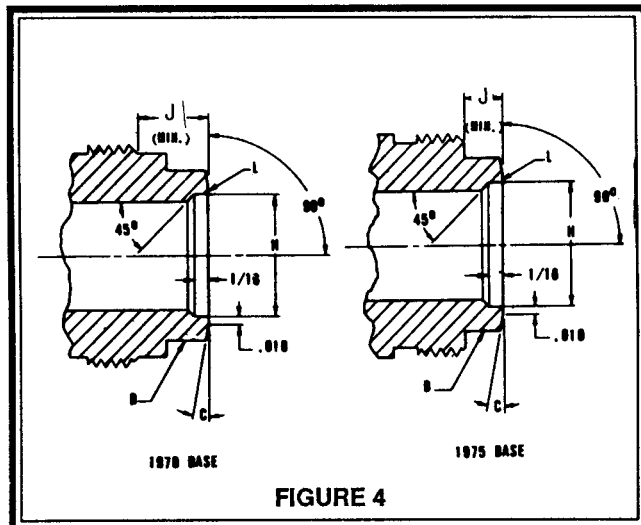 J
(MIN.)
L
90°
45°
H
1/16
.010
D
C
1970 BASE
J
(MIN.)
L
90°
45°
H
1/16
.010
D
C
1975 BASE
FIGURE 4